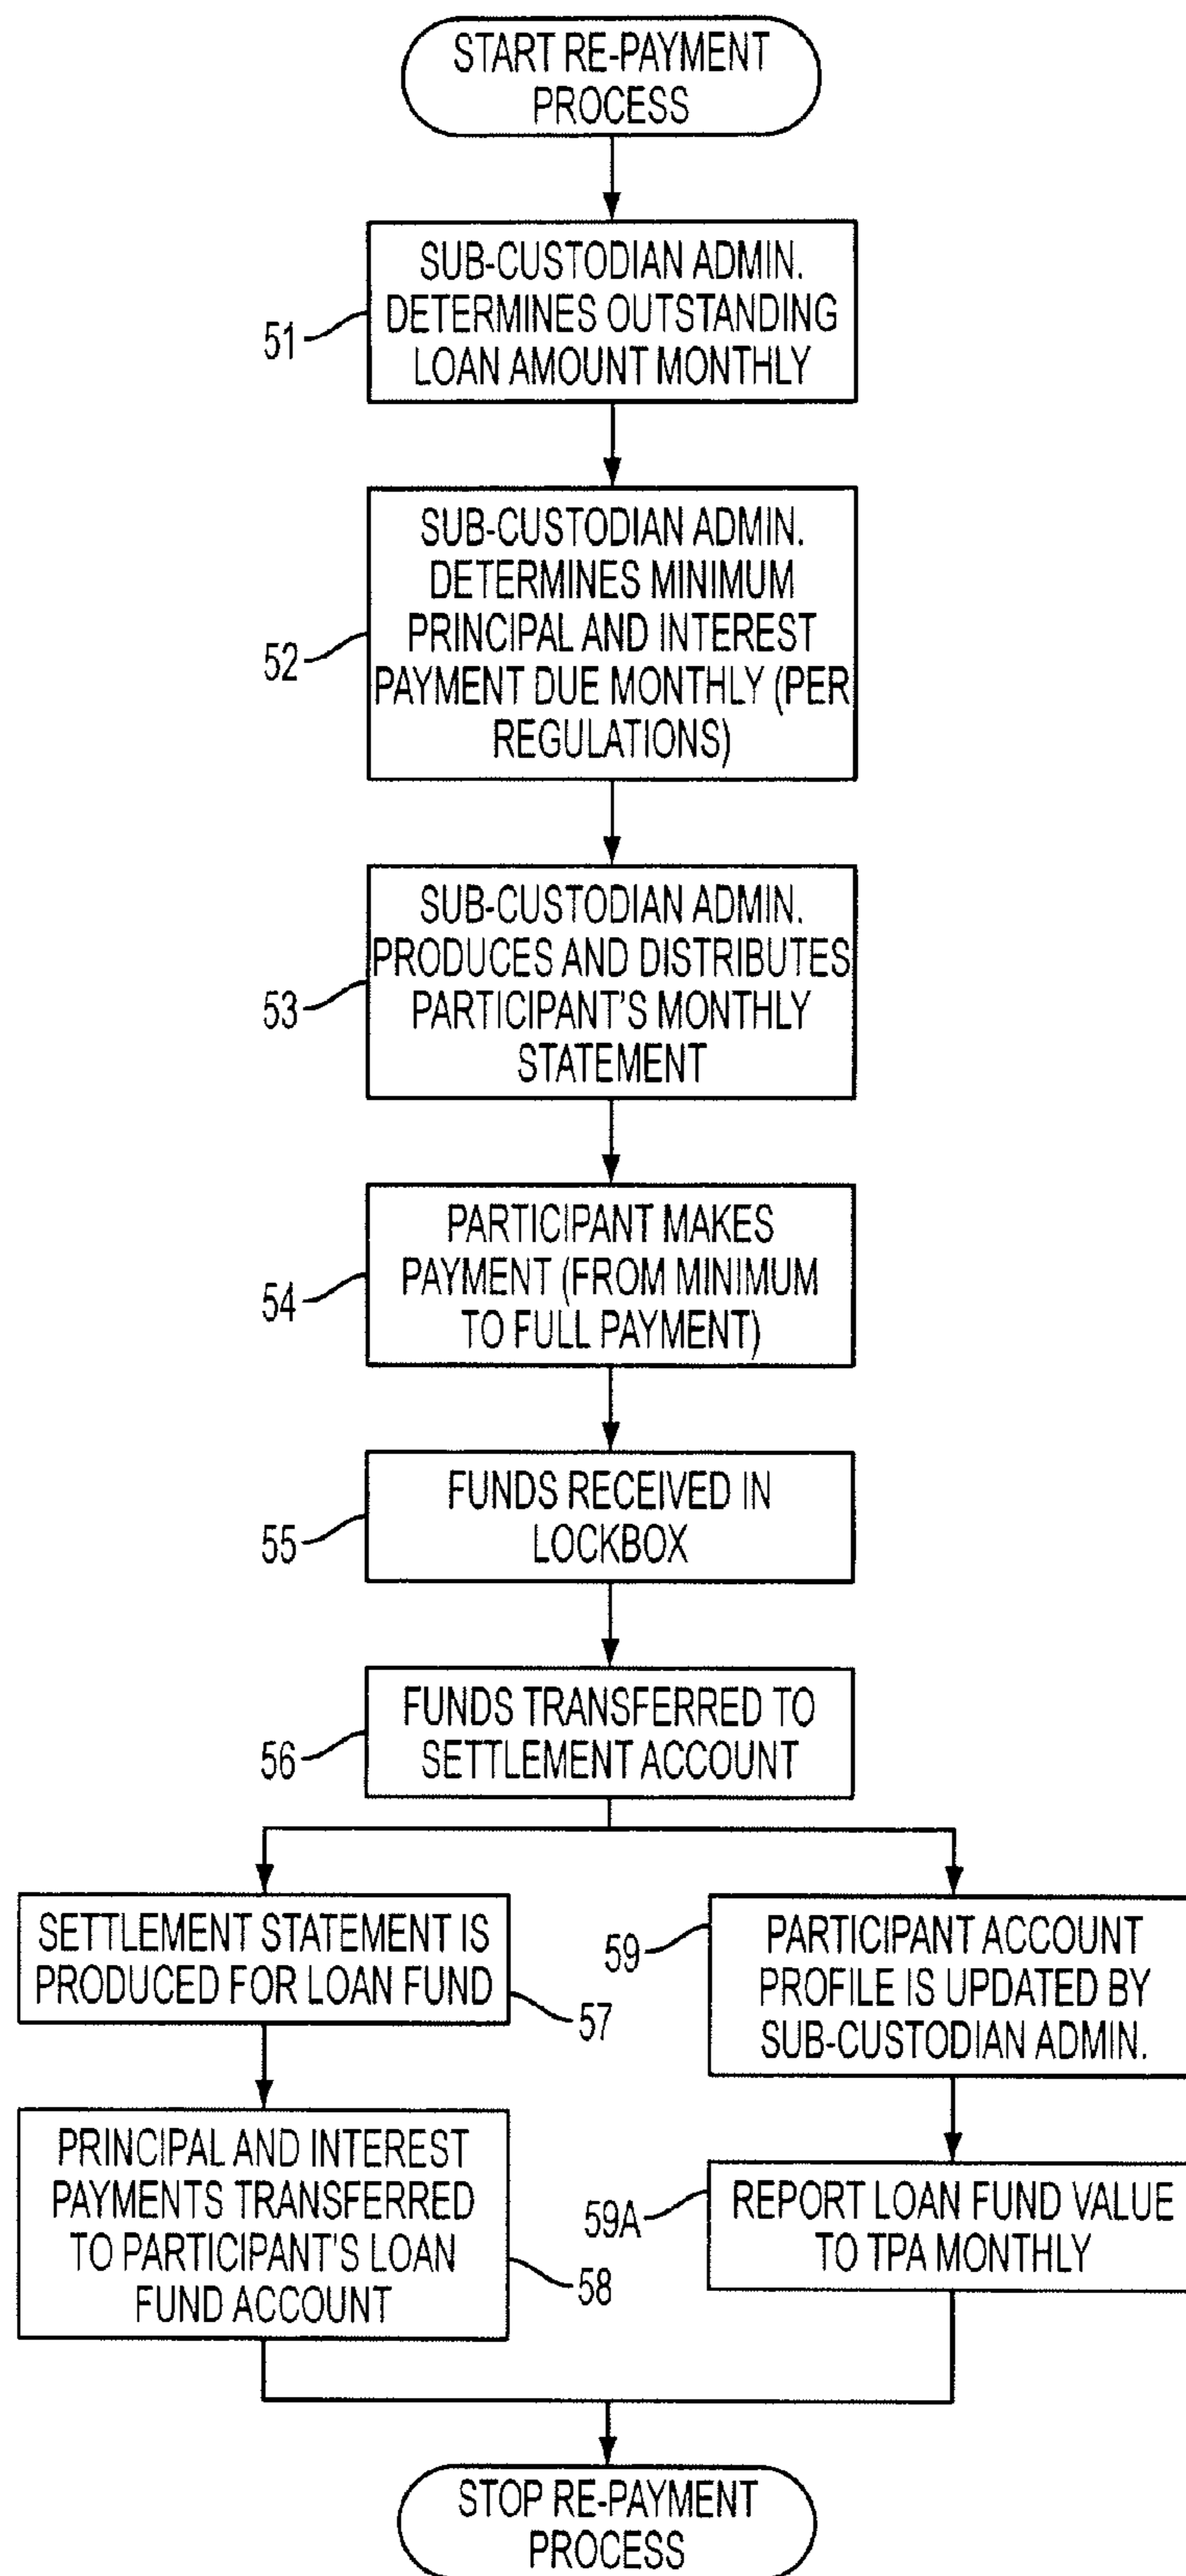 START RE-PAYMENT
PROCESS
SUB-CUSTODIAN ADMIN.
DETERMINES OUTSTANDING
LOAN AMOUNT MONTHLY
51
SUB-CUSTODIAN ADMIN.
DETERMINES MINIMUM
PRINCIPAL AND INTEREST
PAYMENT DUE MONTHLY (PER
REGULATIONS)
52
SUB-CUSTODIAN ADMIN.
PRODUCES AND DISTRIBUTES
PARTICIPANT'S MONTHLY
STATEMENT
53
PARTICIPANT MAKES
PAYMENT (FROM MINIMUM
TO FULL PAYMENT)
54
FUNDS RECEIVED IN
LOCKBOX
55
FUNDS TRANSFERRED TO
SETTLEMENT ACCOUNT
56
SETTLEMENT STATEMENT IS
PRODUCED FOR LOAN FUND
57
PRINCIPAL AND INTEREST
PAYMENTS TRANSFERRED
TO PARTICIPANT'S LOAN
FUND ACCOUNT
58
59
PARTICIPANT ACCOUNT
PROFILE IS UPDATED BY
SUB-CUSTODIAN ADMIN.
59A
REPORT LOAN FUND VALUE
TO TPA MONTHLY
STOP RE-PAYMENT
PROCESS